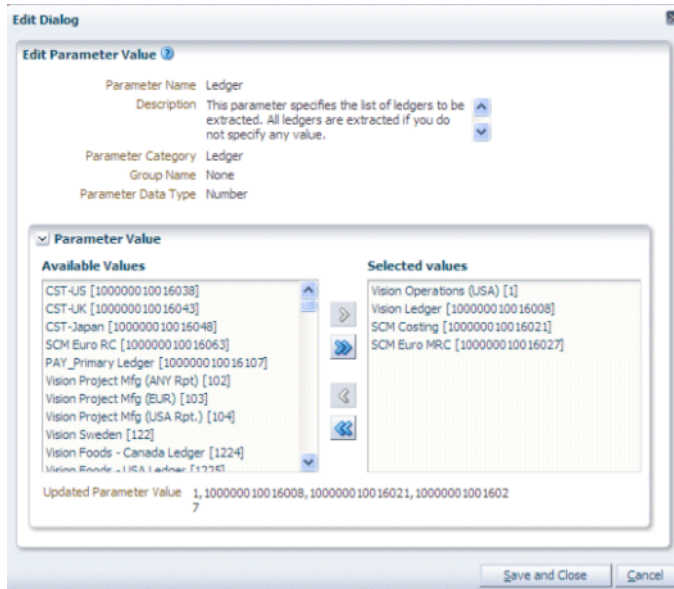 Edit Dialog
Edit Parameter Value
Parameter Name Ledger
Description This parameter specifies the list of ledgers to be
extracted. All ledgers are extracted if you do
not specify any value.
Parameter Category Ledger
Group Name None
Parameter Data Type Number
Parameter Value
Available Values
CST-US [100000010016038]
CST-UK [100000010016043]
CST-Japan [100000010016048]
SCM Euro RC [100000010016063]
PAY_Primary Ledger [100000010016107]
Vision Project Mfg (ANY Rpt) [102]
Vision Project Mfg (EUR) [103]
Vision Project Mfg (USA Rpt.) [104]
Vision Sweden [122]
Vision Foods - Canada Ledger [1224]
Vision Foods - USA Ledger [1225]
Selected values
Vision Operations (USA) [1]
Vision Ledger [100000010016008]
SCM Costing [100000010016021]
SCM Euro MRC [100000010016027]
Updated Parameter Value 1,100000010016008,100000010016021,10000001001602
7
Save and Close
Cancel